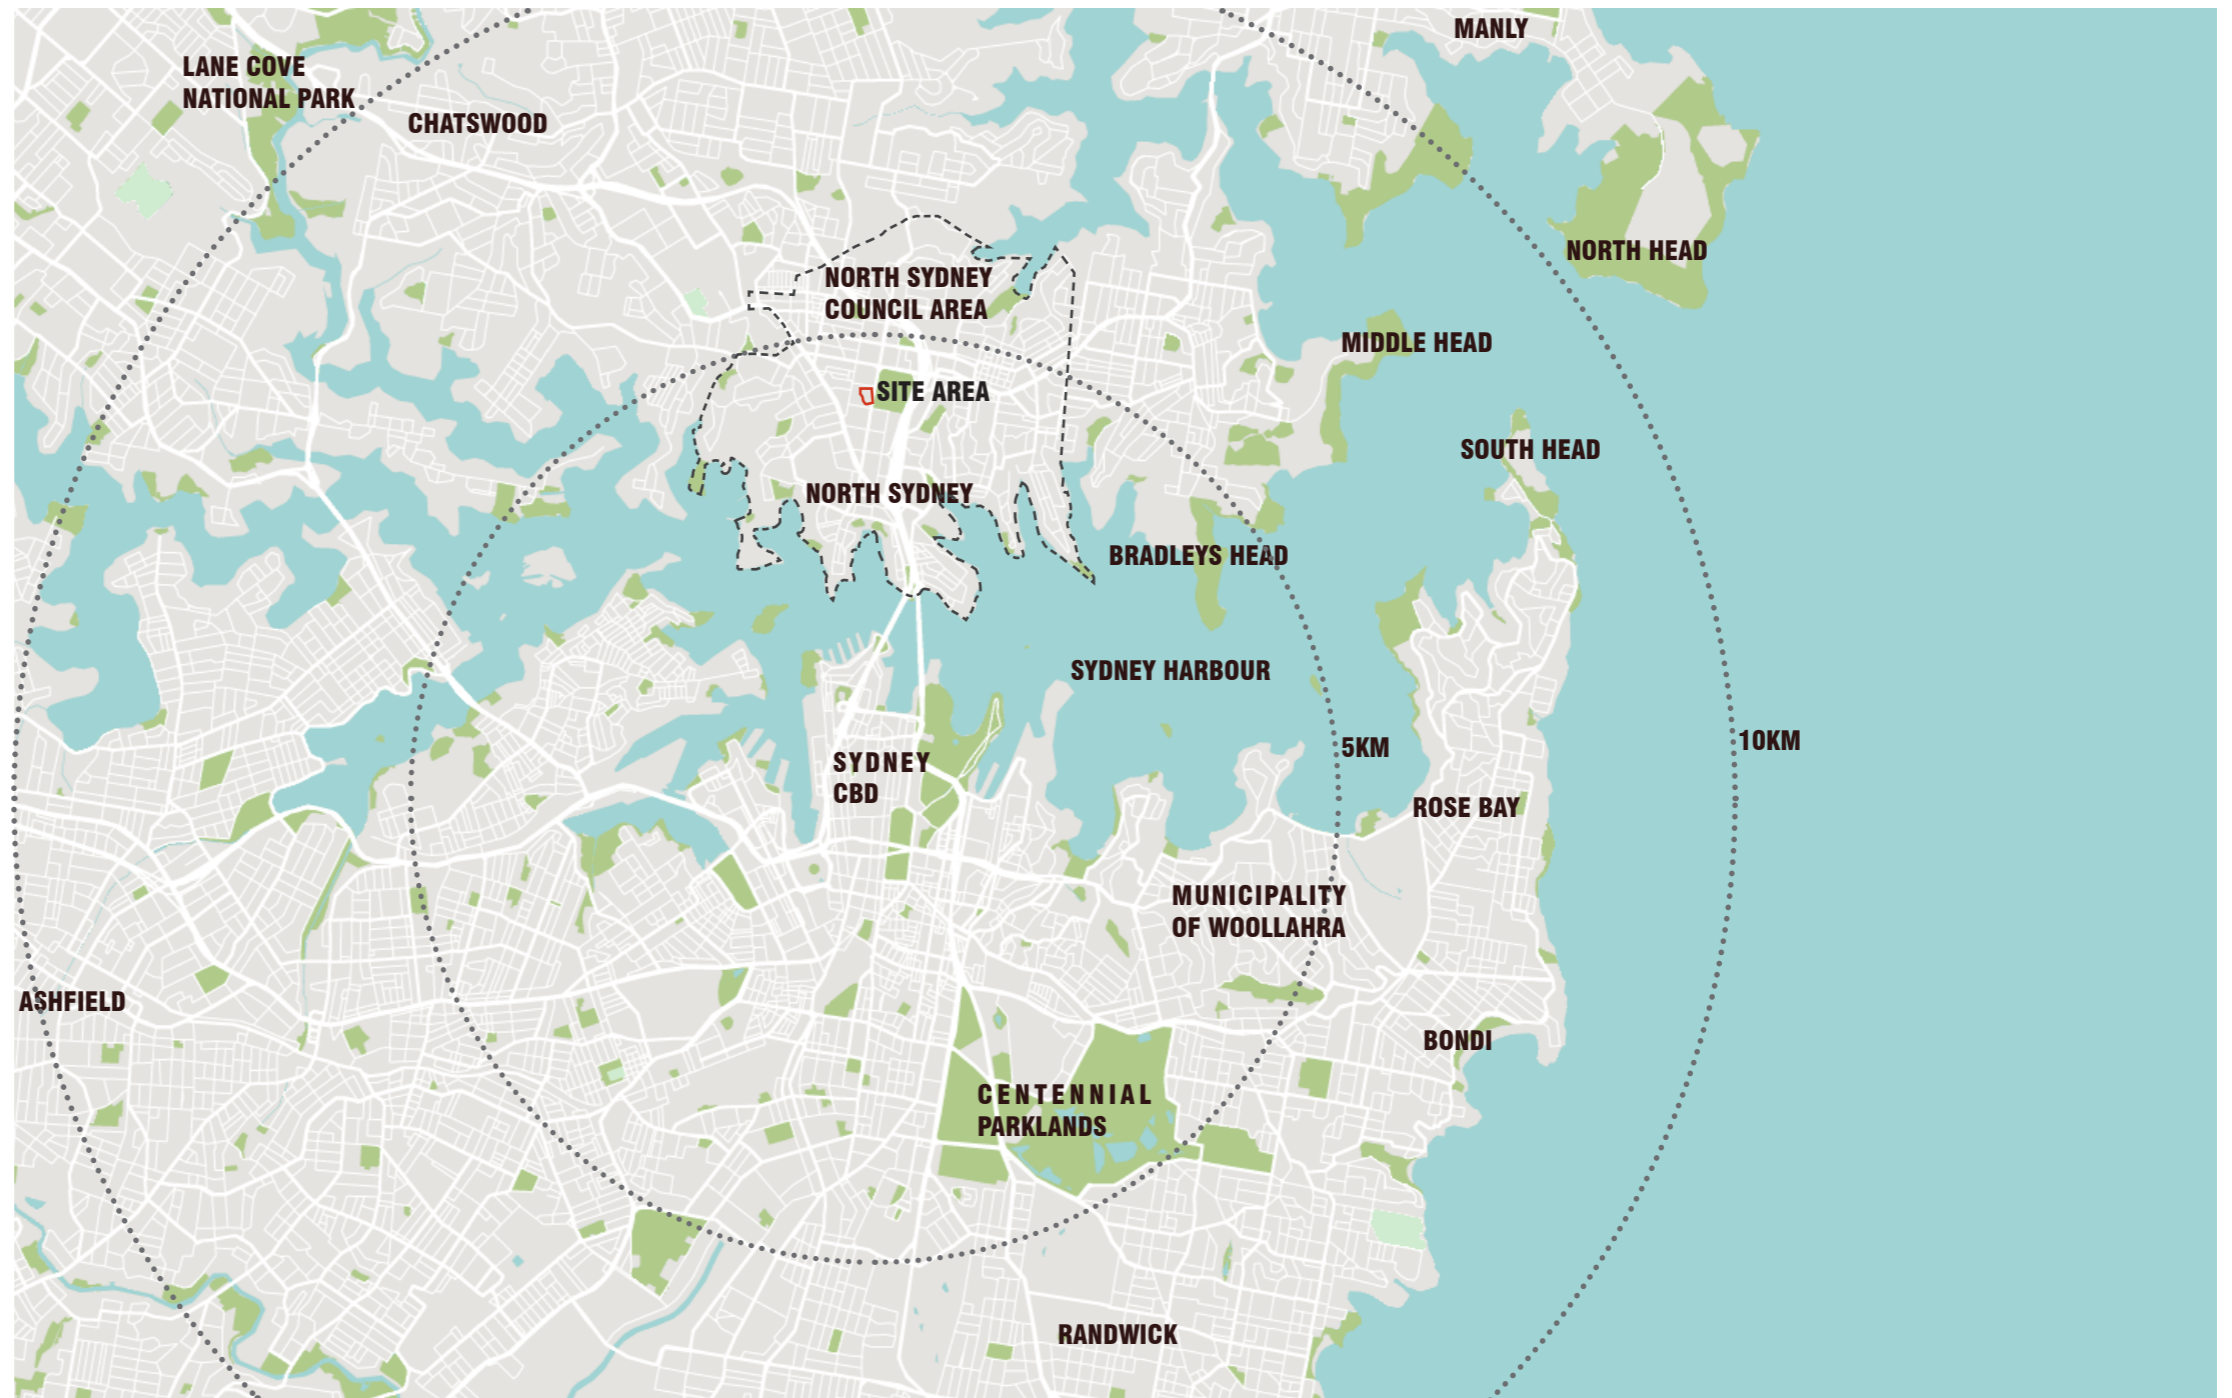 MANLY
LANE COVE
NATIONAL PARK
CHATSWOOD
NORTH HEAD
NORTH SYDNEY
COUNCIL AREA
MIDDLE HEAD
SITE AREA
SOUTH HEAD
NORTH SYDNEY
BRADLEYS HEAD
SYDNEY HARBOUR
5KM
10KM
SYDNEY
CBD
ROSE BAY
MUNICIPALITY
OF WOOLLAHRA
ASHFIELD
BONDI
CENTENNIAL
PARKLANDS
RANDWICK